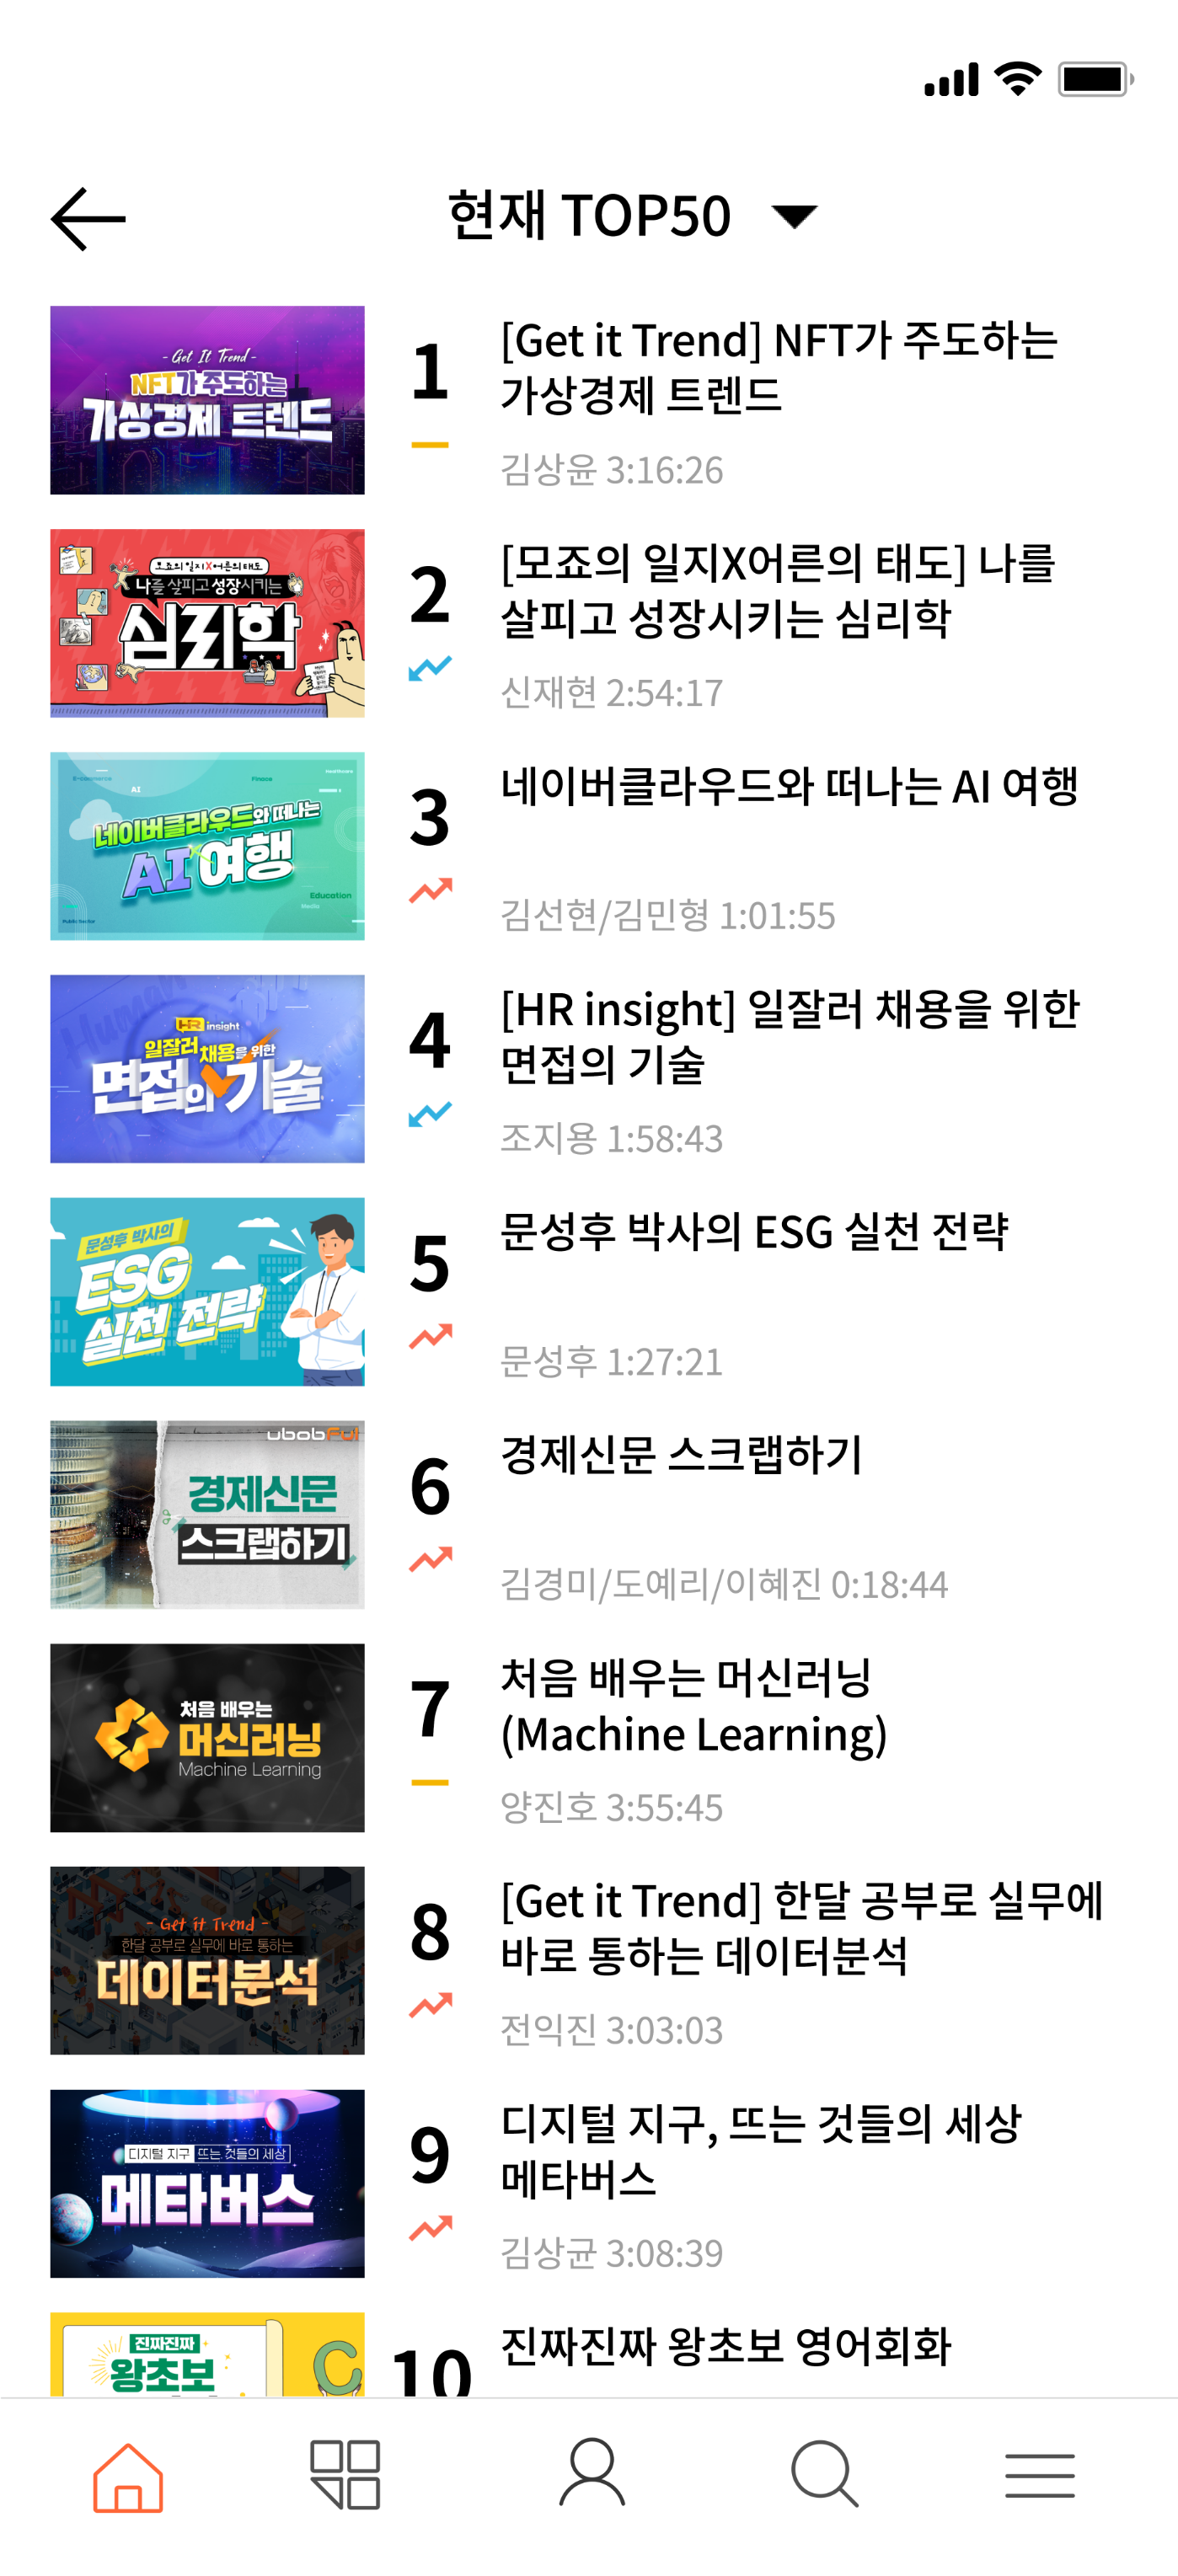 현재 TOP50
- Get It Trend -
NFT가 주도하는
가상경제 트렌드
1
[Get it Trend] NFT가 주도하는
가상경제 트렌드
김상윤 3:16:26
모죠의 일지X어른의 태도
나를 살피고 성장시키는
심리학
2
[모죠의 일지X어른의 태도] 나를
살피고 성장시키는 심리학
신재현 2:54:17
E-commerce
AI
Finace
Healthcare
네이버클라우드와 떠나는
AI 여행
Education
Media
Public Sector
3
네이버클라우드와 떠나는 AI 여행
김선현/김민형 1:01:55
Human
HR insight
일잘러 채용을 위한
면접의 기술
4
[HR insight] 일잘러 채용을 위한
면접의 기술
조지용 1:58:43
문성후 박사의
ESG
실천 전략
5
문성후 박사의 ESG 실천 전략
문성후 1:27:21
ubobFul
경제신문
스크랩하기
6
경제신문 스크랩하기
김경미/도예리/이혜진 0:18:44
처음 배우는
머신러닝
Machine Learning
7
처음 배우는 머신러닝
(Machine Learning)
양진호 3:55:45
- Get it Trend -
한달 공부로 실무에 바로 통하는
데이터분석
8
[Get it Trend] 한달 공부로 실무에
바로 통하는 데이터분석
전익진 3:03:03
디지털 지구 뜨는 것들의 세상
메타버스
9
디지털 지구, 뜨는 것들의 세상
메타버스
김상균 3:08:39
진짜진짜
왕초보
C
10
진짜진짜 왕초보 영어회화